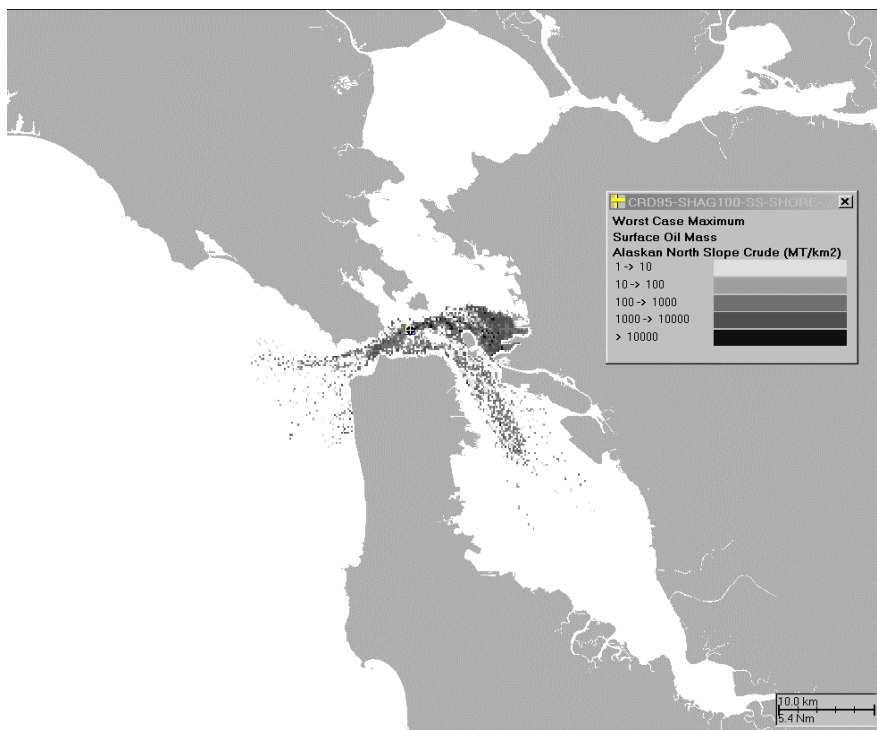 CRD95-SHAG100-SS-SHORE-
Worst Case Maximum
Surface Oil Mass
Alaskan North Slope Crude (MT/km2)
1 -> 10
10 -> 100
100 -> 1000
1000 -> 10000
> 10000
10.0 km
5.4 Nm